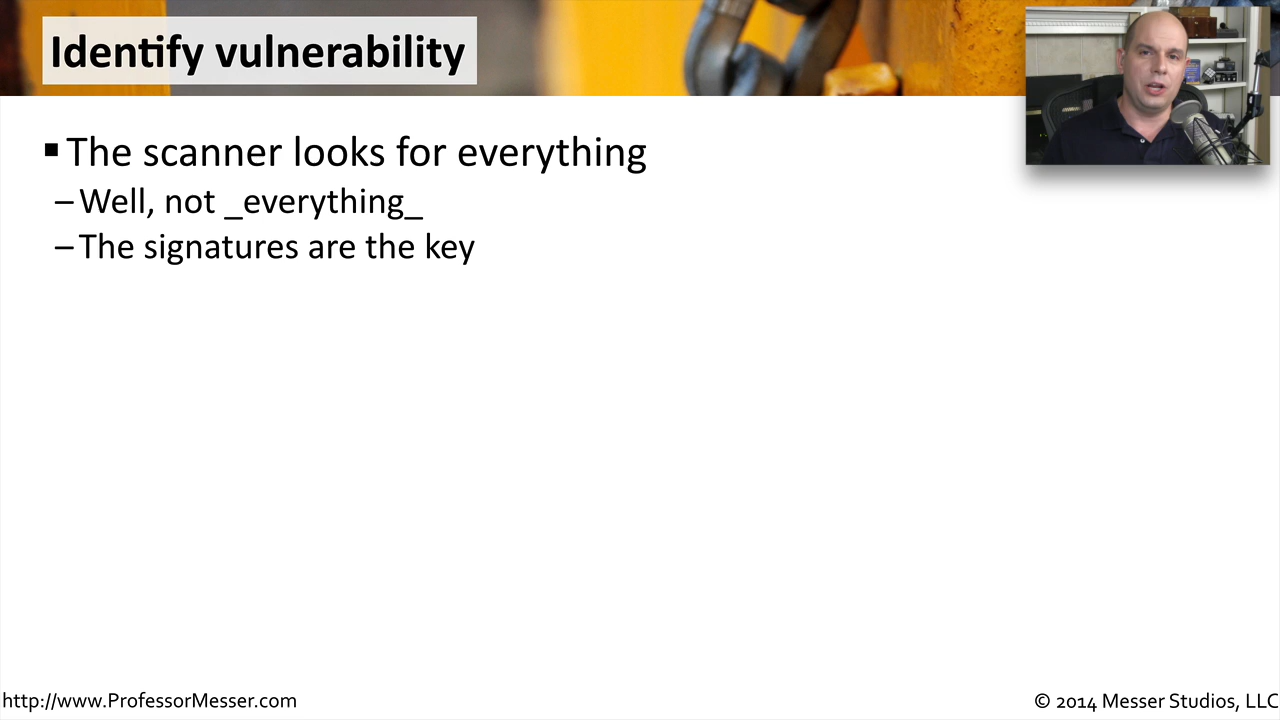 Identify vulnerability
▪ The scanner looks for everything
– Well, not _everything_
– The signatures are the key
http://www.ProfessorMesser.com
© 2014 Messer Studios, LLC